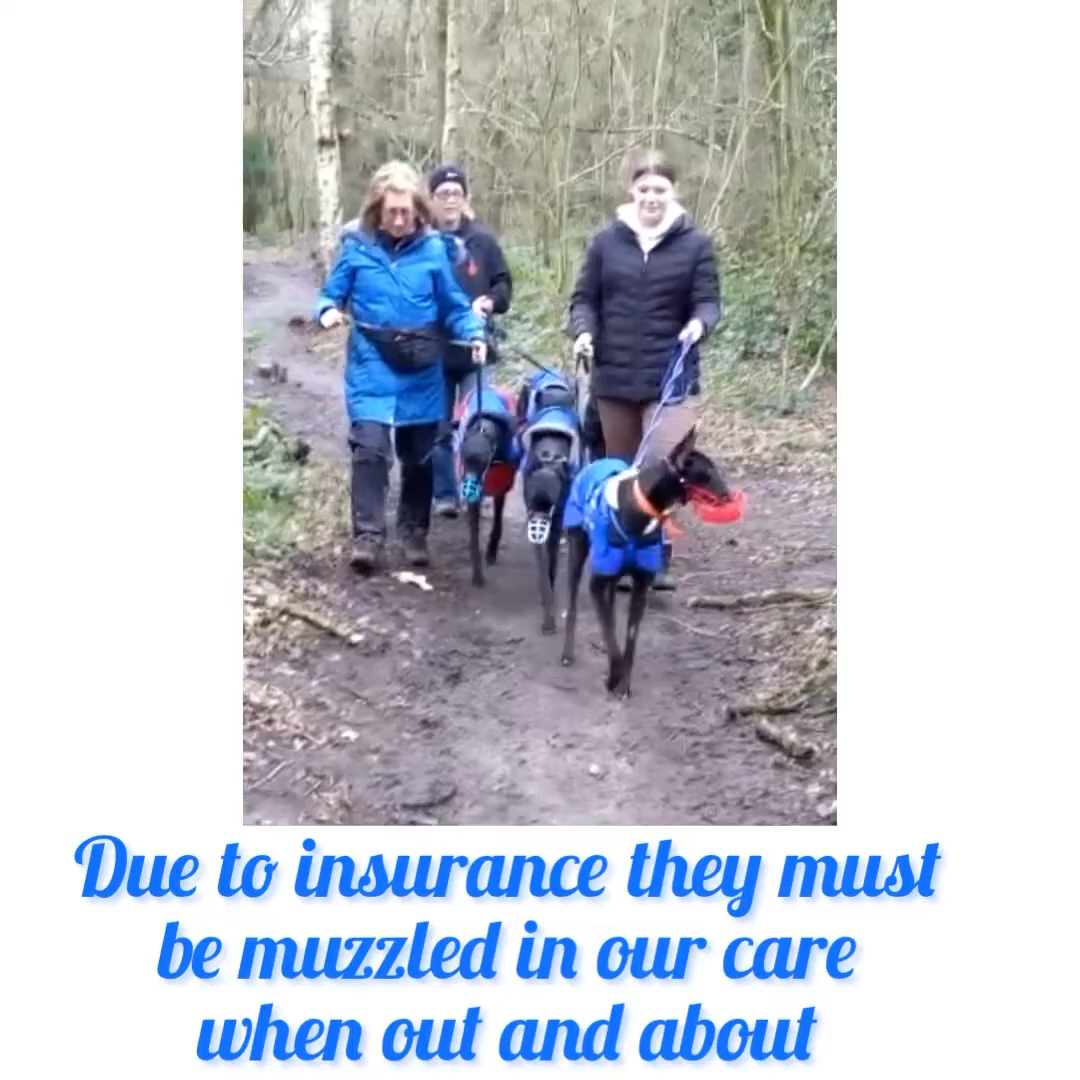 Due to insurance they must
be muzzled in our care
when out and about